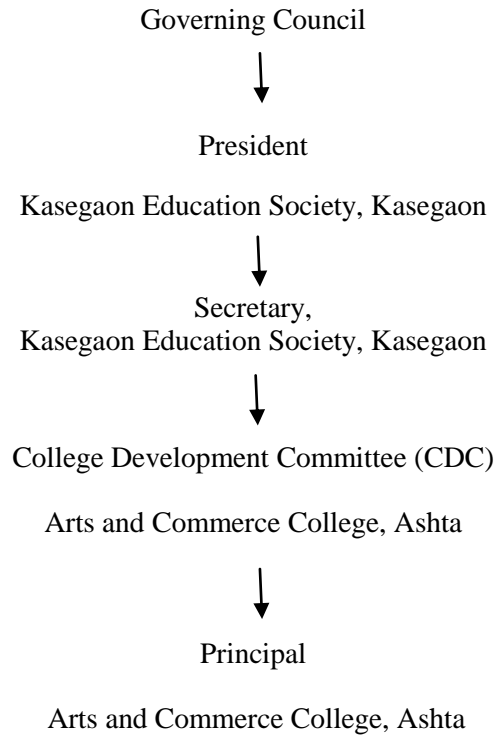 Governing Council
President
Kasegaon Education Society, Kasegaon
Secretary,
Kasegaon Education Society, Kasegaon
College Development Committee (CDC)
Arts and Commerce College, Ashta
Principal
Arts and Commerce College, Ashta